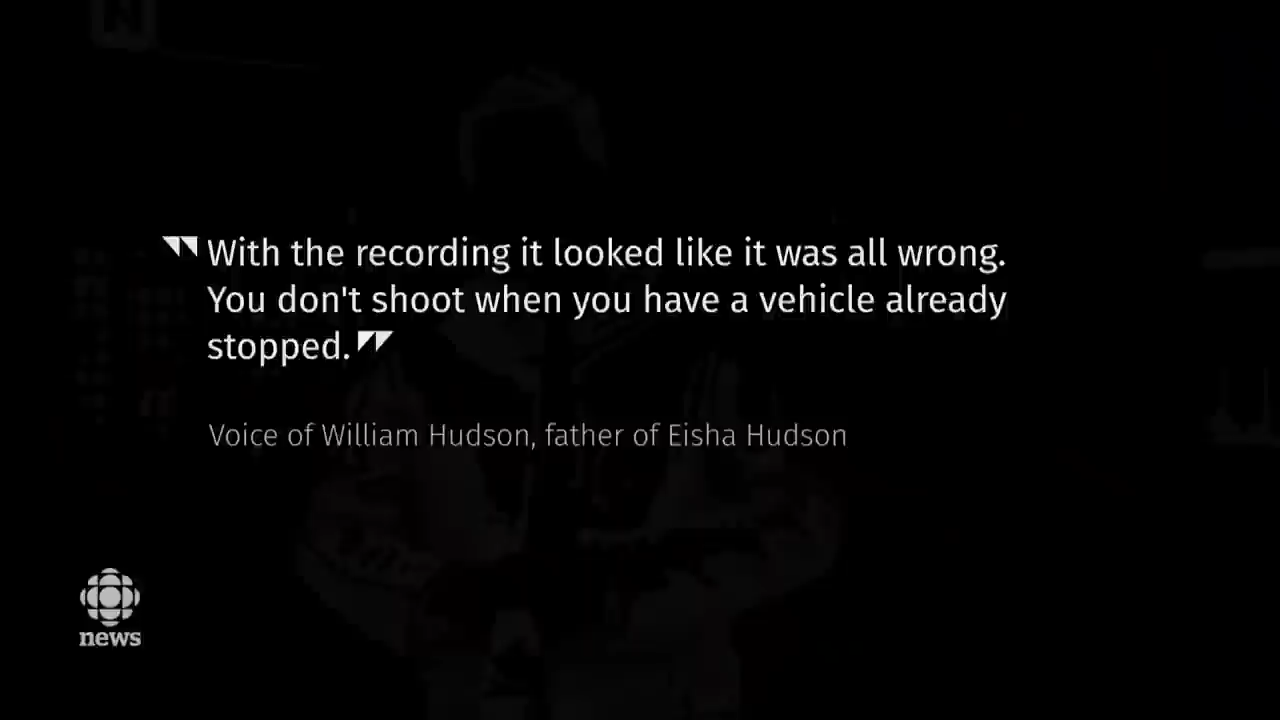 "With the recording it looked like it was all wrong.
You don't shoot when you have a vehicle already
stopped."
Voice of William Hudson, father of Eisha Hudson
news